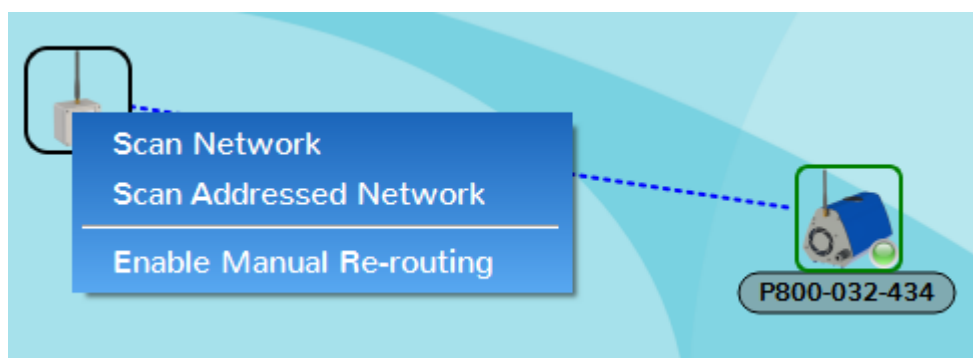 Scan Network
Scan Addressed Network
Enable Manual Re-routing
P800-032-434